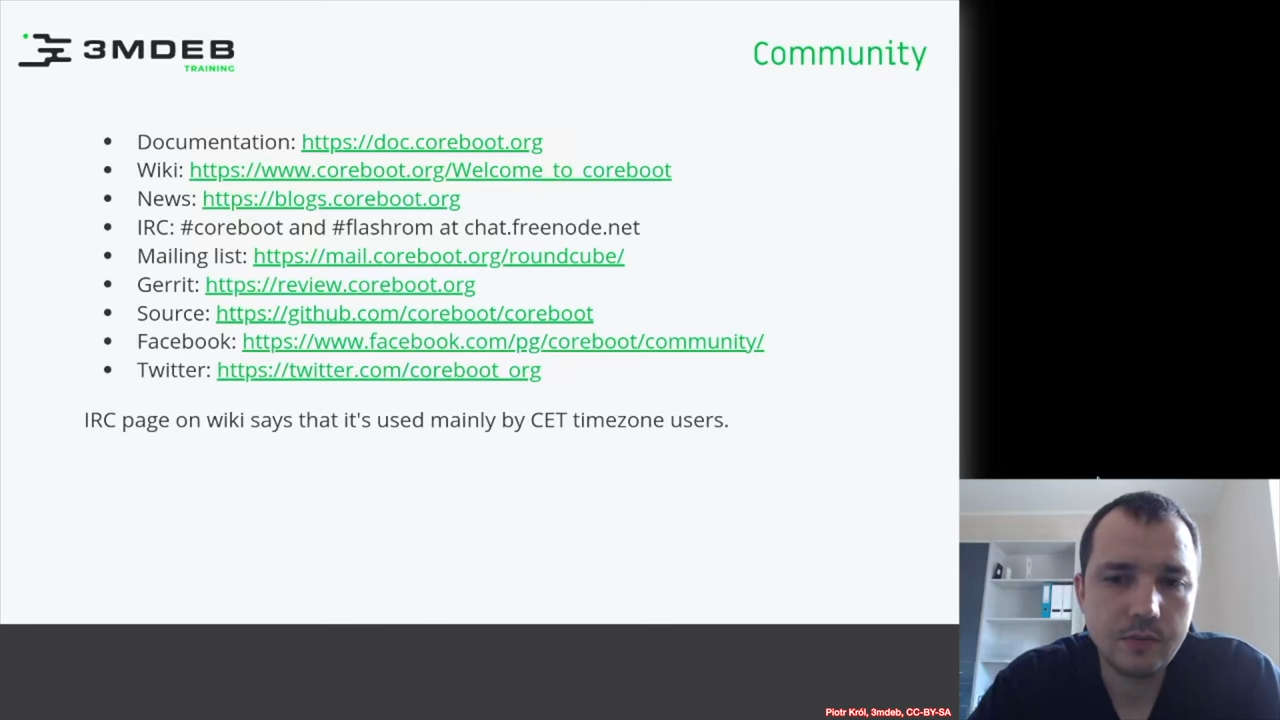 3MDEB
TRAINING
Community
• Documentation: https://doc.coreboot.org
• Wiki: https://www.coreboot.org/Welcome_to_coreboot
• News: https://blogs.coreboot.org
• IRC: #coreboot and #flashrom at chat.freenode.net
• Mailing list: https://mail.coreboot.org/roundcube/
• Gerrit: https://review.coreboot.org
• Source: https://github.com/coreboot/coreboot
• Facebook: https://www.facebook.com/pg/coreboot/community/
• Twitter: https://twitter.com/coreboot_org
IRC page on wiki says that it's used mainly by CET timezone users.
Piotr Król, 3mdeb, CC-BY-SA